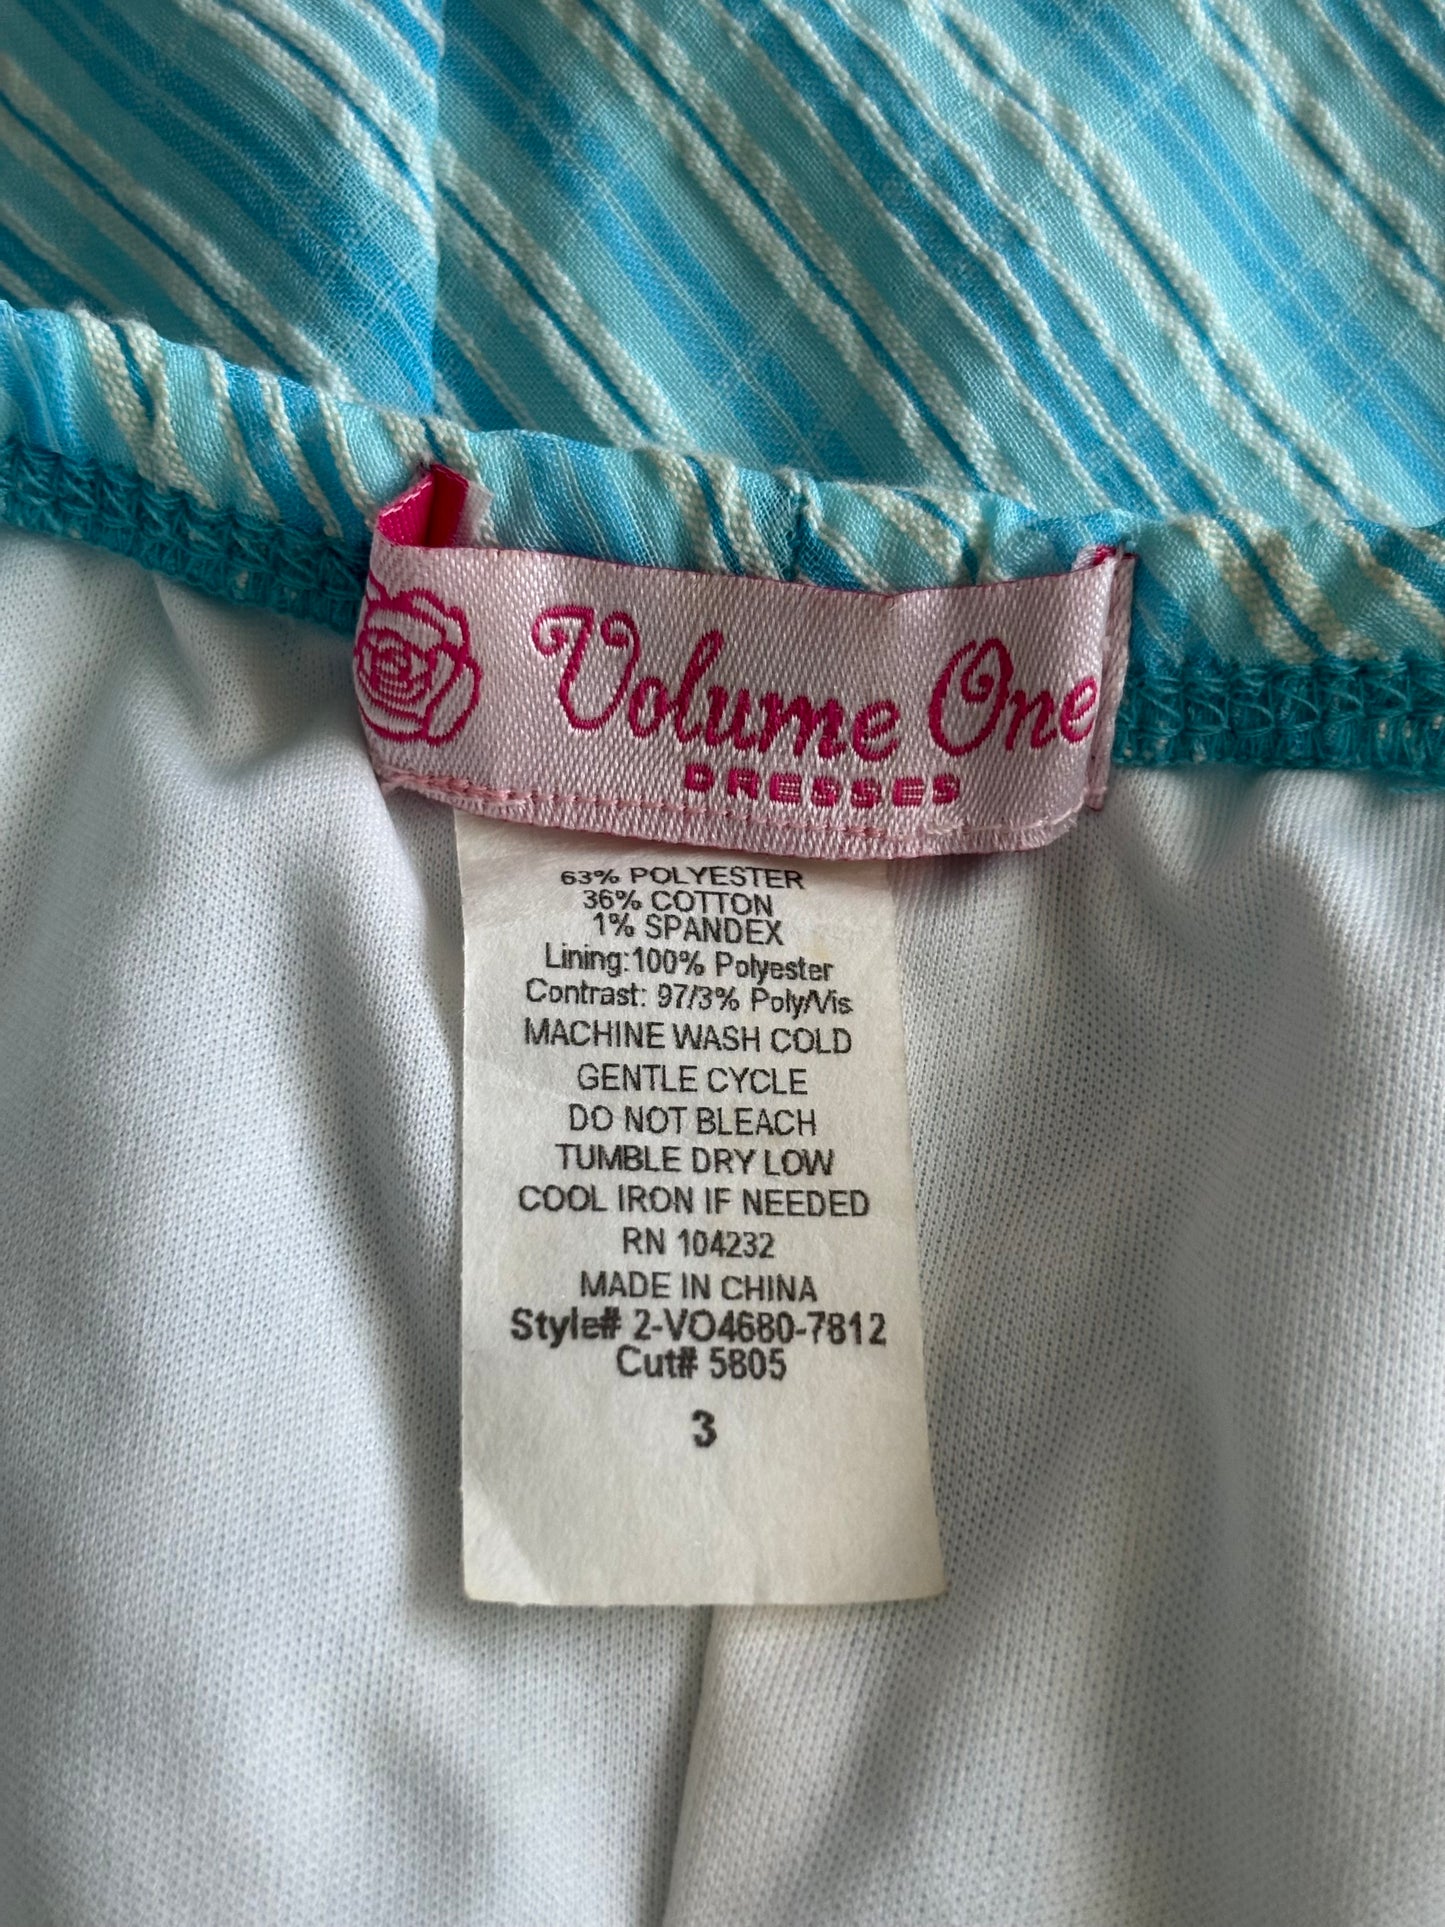 Volume One
DRESSES
63% POLYESTER
36% COTTON
1% SPANDEX
Lining:100% Polyester
Contrast: 97/3% Poly/Vis
MACHINE WASH COLD
GENTLE CYCLE
DO NOT BLEACH
TUMBLE DRY LOW
COOL IRON IF NEEDED
RN 104232
MADE IN CHINA
Style# 2-VO4680-7812
Cut# 5805
3